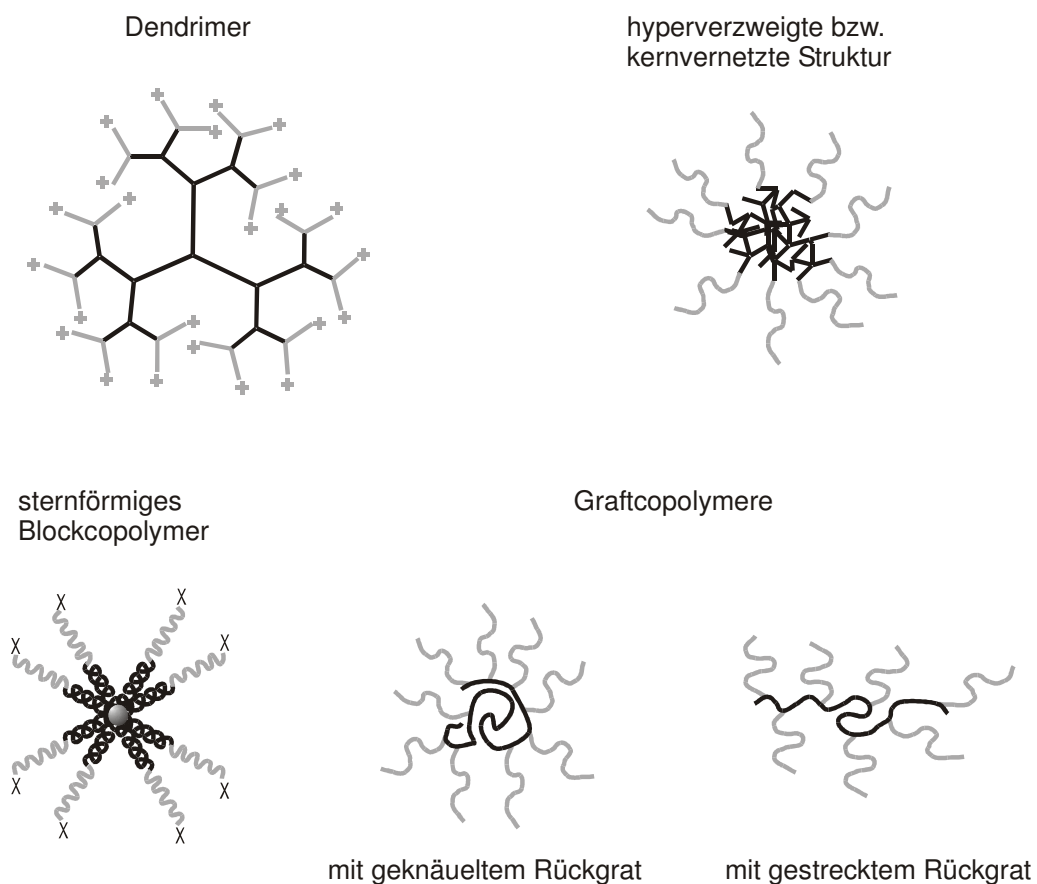 Dendrimer
hyperverzweigte bzw.
kernvernetzte Struktur
sternförmiges
Blockcopolymer
Graftcopolymere
X
X
X
X
X
X
X
X
mit geknäueltem Rückgrat
mit gestrecktem Rückgrat